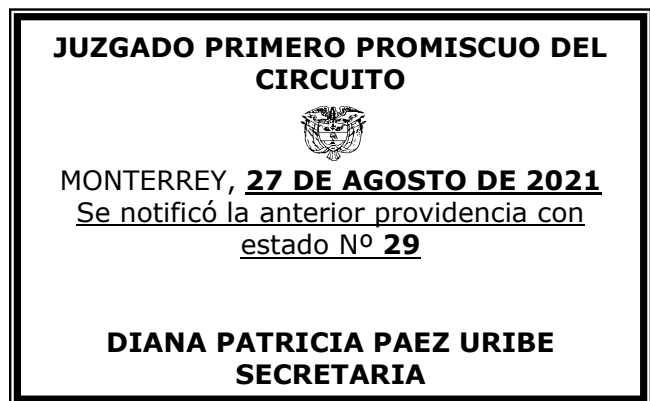 JUZGADO PRIMERO PROMISCUO DEL
CIRCUITO
MONTERREY, 27 DE AGOSTO DE 2021
Se notificó la anterior providencia con
estado Nº 29
DIANA PATRICIA PAEZ URIBE
SECRETARIA